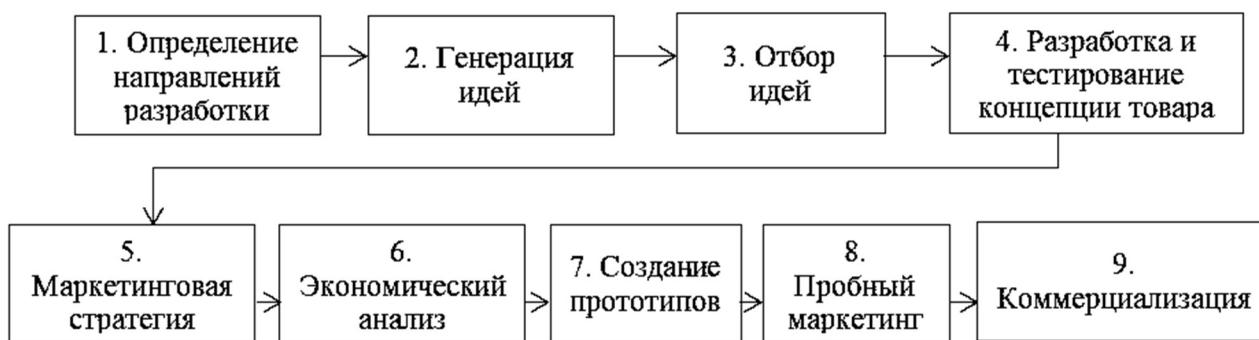 1. Определение
направлений
разработки
2. Генерация
идей
3. Отбор
идей
4. Разработка и
тестирование
концепции товара
5.
Маркетинговая
стратегия
6.
Экономический
анализ
7. Создание
прототипов
8.
Пробный
маркетинг
9.
Коммерциализация